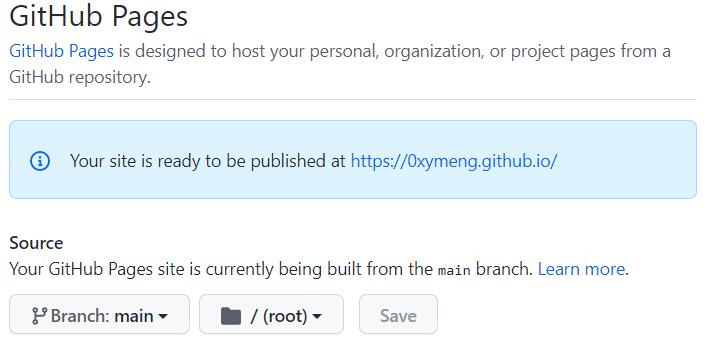 GitHub Pages
GitHub Pages is designed to host your personal, organization, or project pages from a
GitHub repository.
Your site is ready to be published at https://0xymeng.github.io/
Source
Your GitHub Pages site is currently being built from the main branch. Learn more.
Branch: main
/ (root)
Save